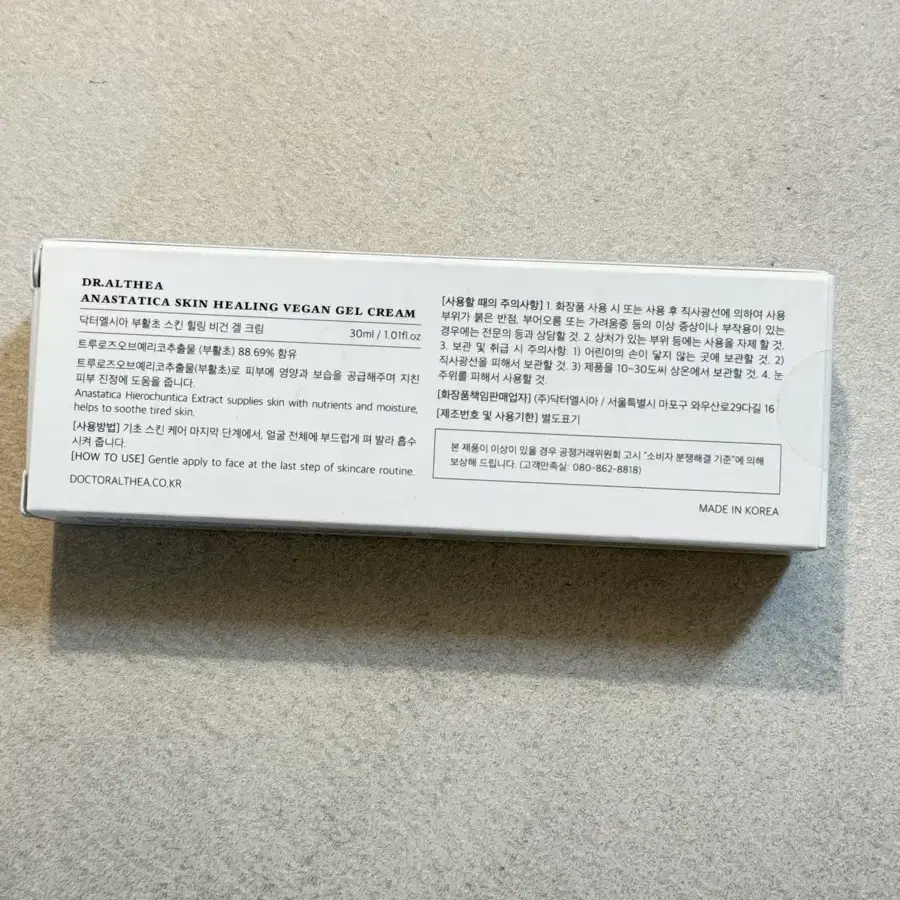 DR.ALTHEA
ANASTATICA SKIN HEALING VEGAN GEL CREAM
닥터엘시아 부활초 스킨 힐링 비건 겔 크림 30ml / 1.01fl.oz
트루로즈오브예리코추출물 (부활초) 88.69% 함유
트루로즈오브예리코추출물(부활초)로 피부에 영양과 보습을 공급해주며 지친
피부 진정에 도움을 줍니다.
Anastatica Hierochuntica Extract supplies skin with nutrients and moisture,
helps to soothe tired skin.
[사용방법] 기초 스킨 케어 마지막 단계에서, 얼굴 전체에 부드럽게 펴 발라 흡수
시켜 줍니다.
[HOW TO USE] Gentle apply to face at the last step of skincare routine.
DOCTORALTHEA.CO.KR
[사용할 때의 주의사항] 1. 화장품 사용 시 또는 사용 후 직사광선에 의하여 사용
부위가 붉은 반점, 부어오름 또는 가려움증 등의 이상 증상이나 부작용이 있는
경우에는 전문의 등과 상담할 것. 2. 상처가 있는 부위 등에는 사용을 자제 할 것.
3. 보관 및 취급 시 주의사항: 1) 어린이의 손이 닿지 않는 곳에 보관할 것. 2)
직사광선을 피해서 보관할 것. 3) 제품을 10~30도씨 상온에서 보관할 것. 4. 눈
주위를 피해서 사용할 것.
[화장품책임판매업자] (주)닥터엘시아 / 서울특별시 마포구 와우산로29다길 16
[제조번호 및 사용기한] 별도표기
본 제품이 이상이 있을 경우 공정거래위원회 고시 "소비자 분쟁해결 기준"에 의해
보상해 드립니다. (고객만족실: 080-862-8818)
MADE IN KOREA